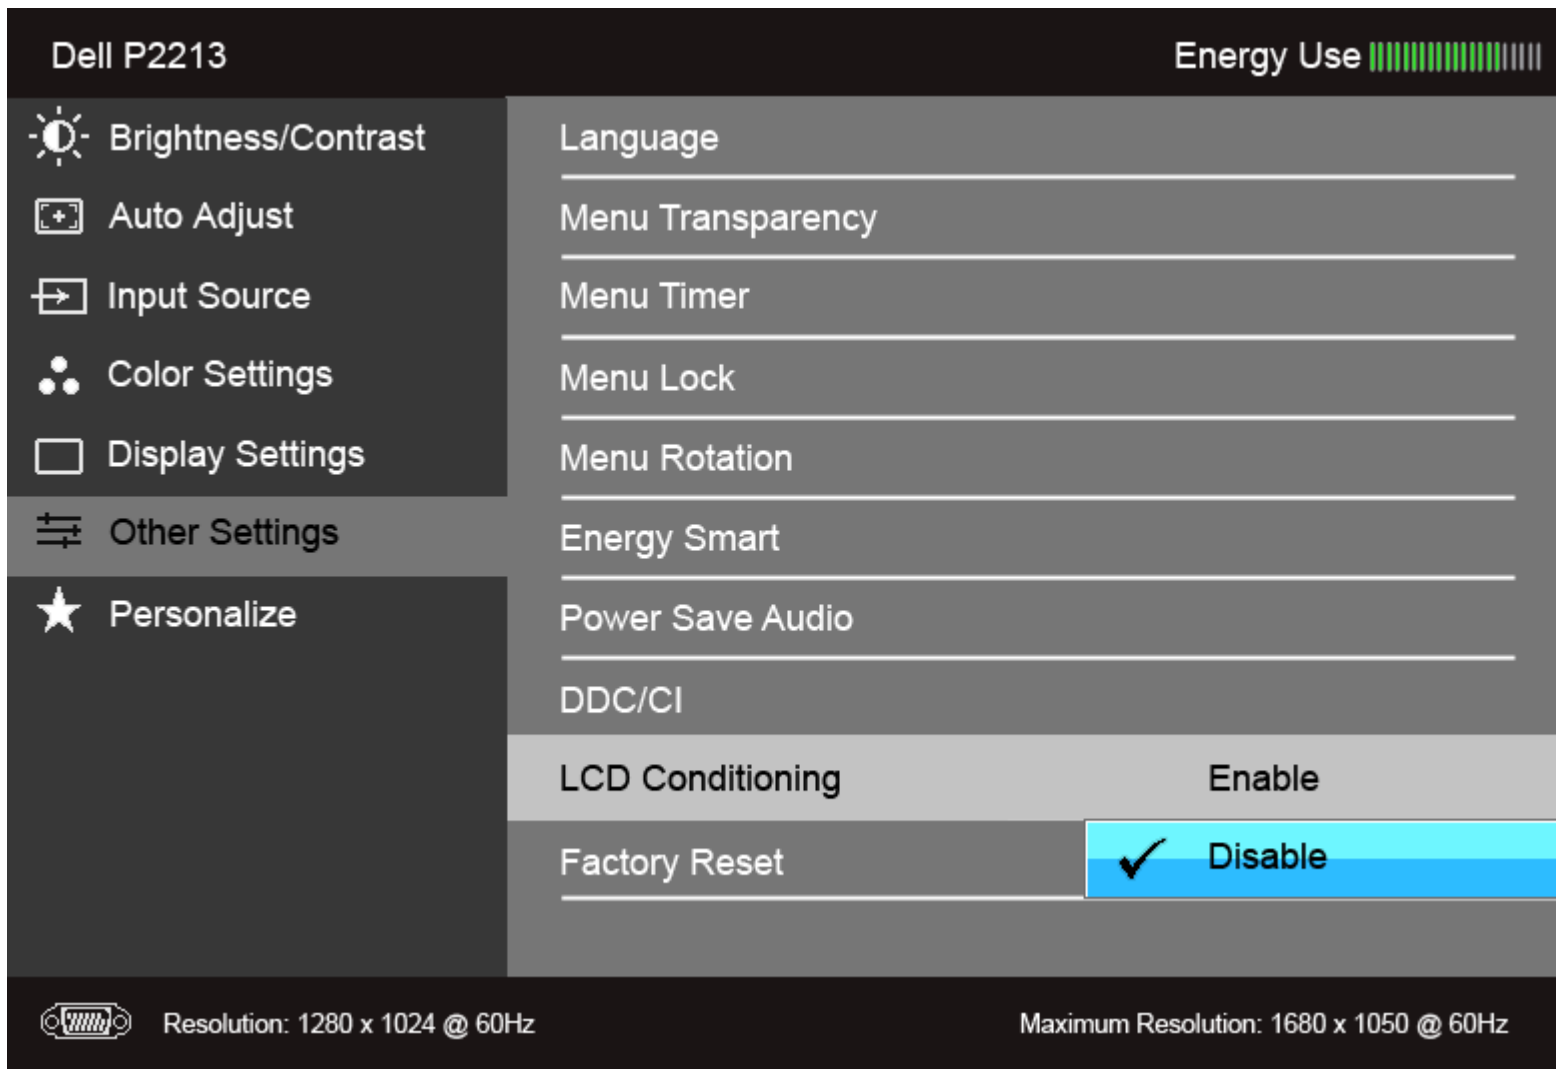 Dell P2213
Energy Use
Brightness/Contrast
Auto Adjust
Input Source
Color Settings
Display Settings
Other Settings
Personalize
Language
Menu Transparency
Menu Timer
Menu Lock
Menu Rotation
Energy Smart
Power Save Audio
DDC/CI
LCD Conditioning
Enable
Factory Reset
Disable
Resolution: 1280 x 1024 @ 60Hz
Maximum Resolution: 1680 x 1050 @ 60Hz